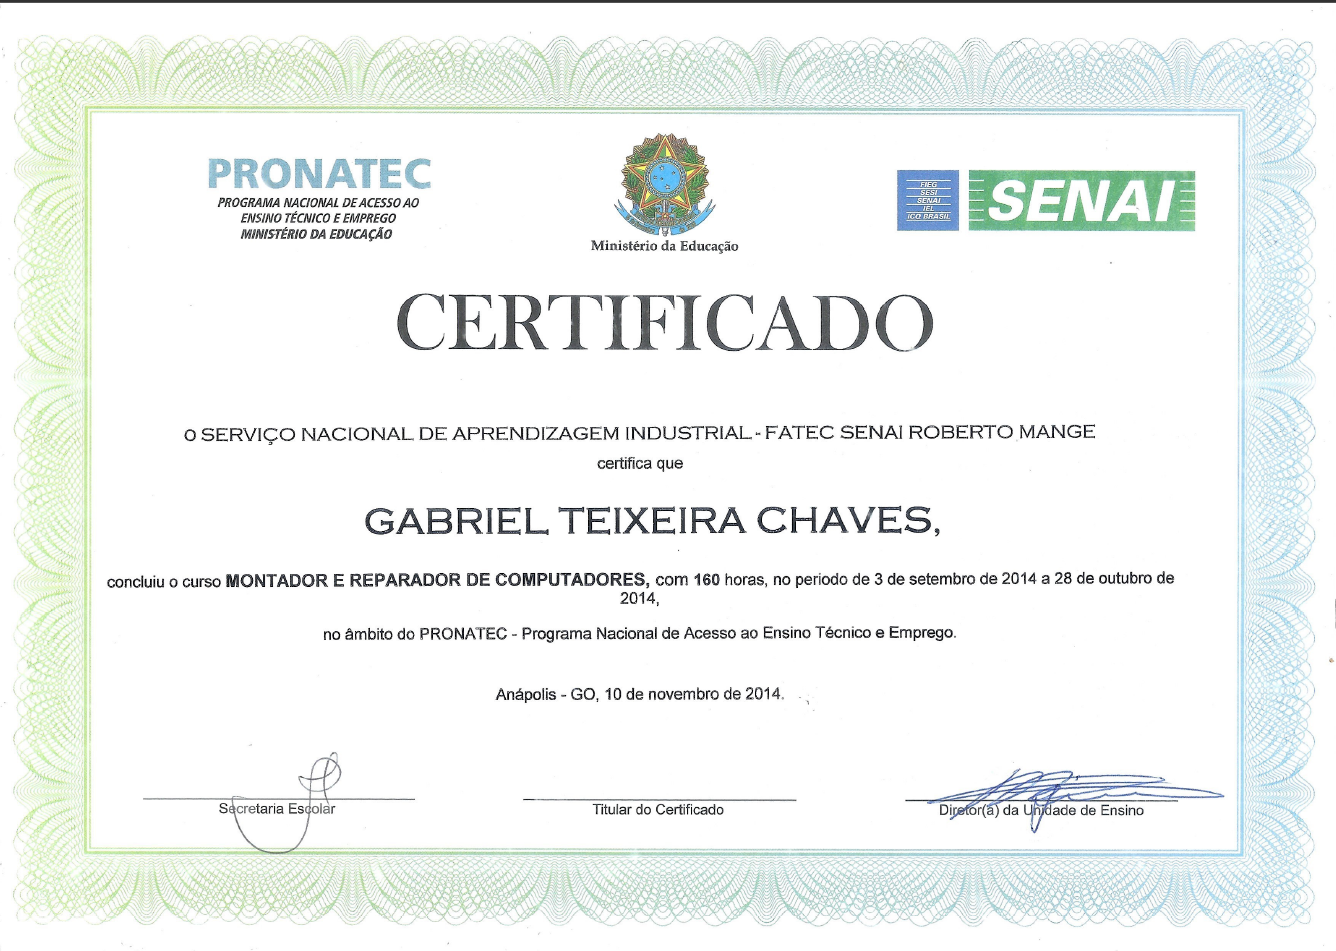 PRONATEC
PROGRAMA NACIONAL DE ACESSO AO
ENSINO TÉCNICO E EMPREGO
MINISTÉRIO DA EDUCAÇÃO
Ministério da Educação
FIEG
SESI
SENAI
IEL
ICQ BRASIL
SENAI
CERTIFICADO
O SERVIÇO NACIONAL DE APRENDIZAGEM INDUSTRIAL - FATEC SENAI ROBERTO MANGE
certifica que
GABRIEL TEIXEIRA CHAVES,
concluiu o curso MONTADOR E REPARADOR DE COMPUTADORES, com 160 horas, no periodo de 3 de setembro de 2014 a 28 de outubro de
2014,
no âmbito do PRONATEC - Programa Nacional de Acesso ao Ensino Técnico e Emprego.
Anápolis - GO, 10 de novembro de 2014.
Secretaria Escolar
Titular do Certificado
Diretor(a) da Unidade de Ensino